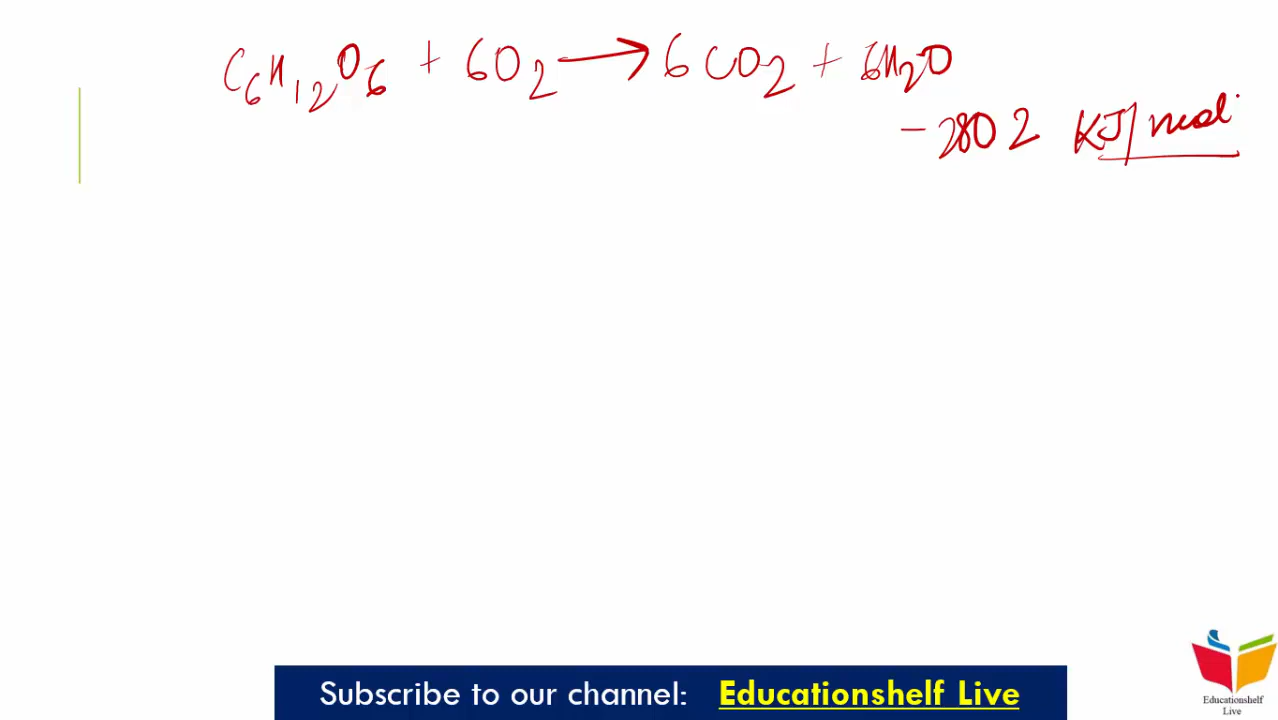 C₆H₁₂O₆ + 6O₂ → 6CO₂ + 6H₂O
- 2802 KJ/mol
Subscribe to our channel: Educationshelf Live
Educationshelf
Live